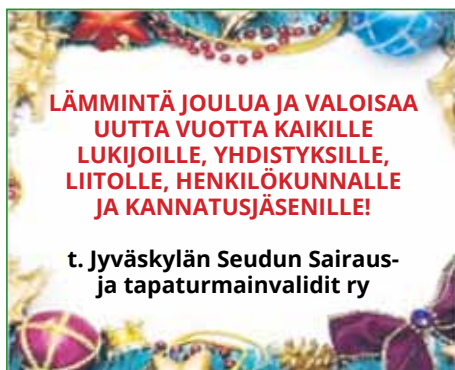 LÄMMINTÄ JOULUA JA VALOISAA
UUTTA VUOTTA KAIKILLE
LUKIJOILLE, YHDISTYKSILLE,
LIITOLLE, HENKILÖKUNNALLE
JA KANNATUSJÄSENILLE!
t. Jyväskylän Seudun Sairaus-
ja tapaturmainvalidit ry